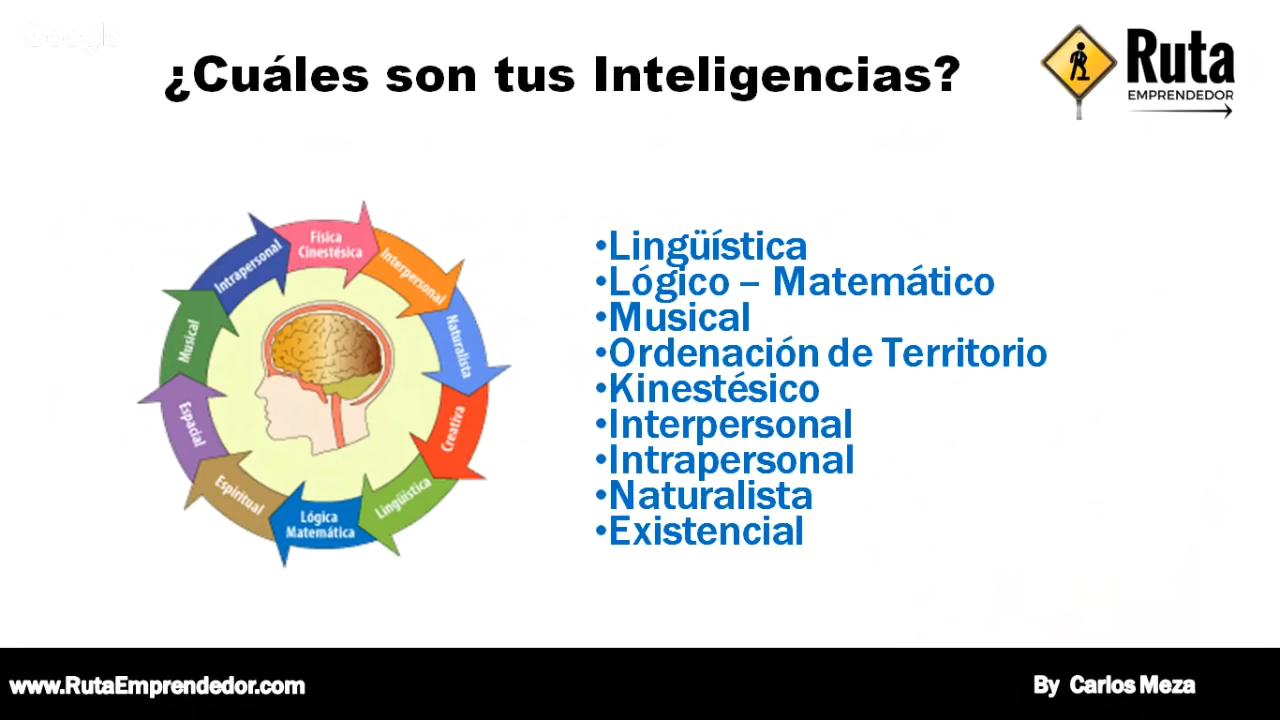 Google
¿Cuáles son tus Inteligencias?
Ruta
EMPRENDEDOR
Física
Cinestésica
Interpersonal
Naturalista
Creativa
Lingüística
Lógica
Matemática
Espiritual
Espacial
Musical
Intrapersonal
•Lingüística
•Lógico – Matemático
•Musical
•Ordenación de Territorio
•Kinestésico
•Interpersonal
•Intrapersonal
•Naturalista
•Existencial
www.RutaEmprendedor.com
By Carlos Meza